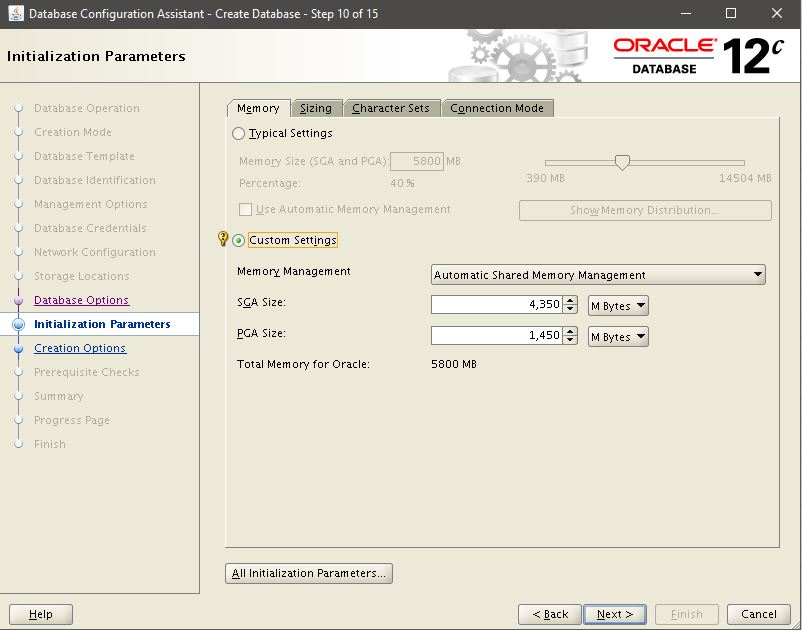 Database Configuration Assistant - Create Database - Step 10 of 15
Initialization Parameters
ORACLE®
DATABASE
12c
Database Operation
Creation Mode
Database Template
Database Identification
Management Options
Database Credentials
Network Configuration
Storage Locations
Database Options
Initialization Parameters
Creation Options
Prerequisite Checks
Summary
Progress Page
Finish
Memory Sizing Character Sets Connection Mode
Typical Settings
Memory Size (SGA and PGA): 5800 MB
390 MB 14504 MB
Percentage: 40 %
Use Automatic Memory Management Show Memory Distribution...
Custom Settings
Memory Management Automatic Shared Memory Management
SGA Size: 4,350 M Bytes
PGA Size: 1,450 M Bytes
Total Memory for Oracle: 5800 MB
All Initialization Parameters...
Help < Back Next > Finish Cancel